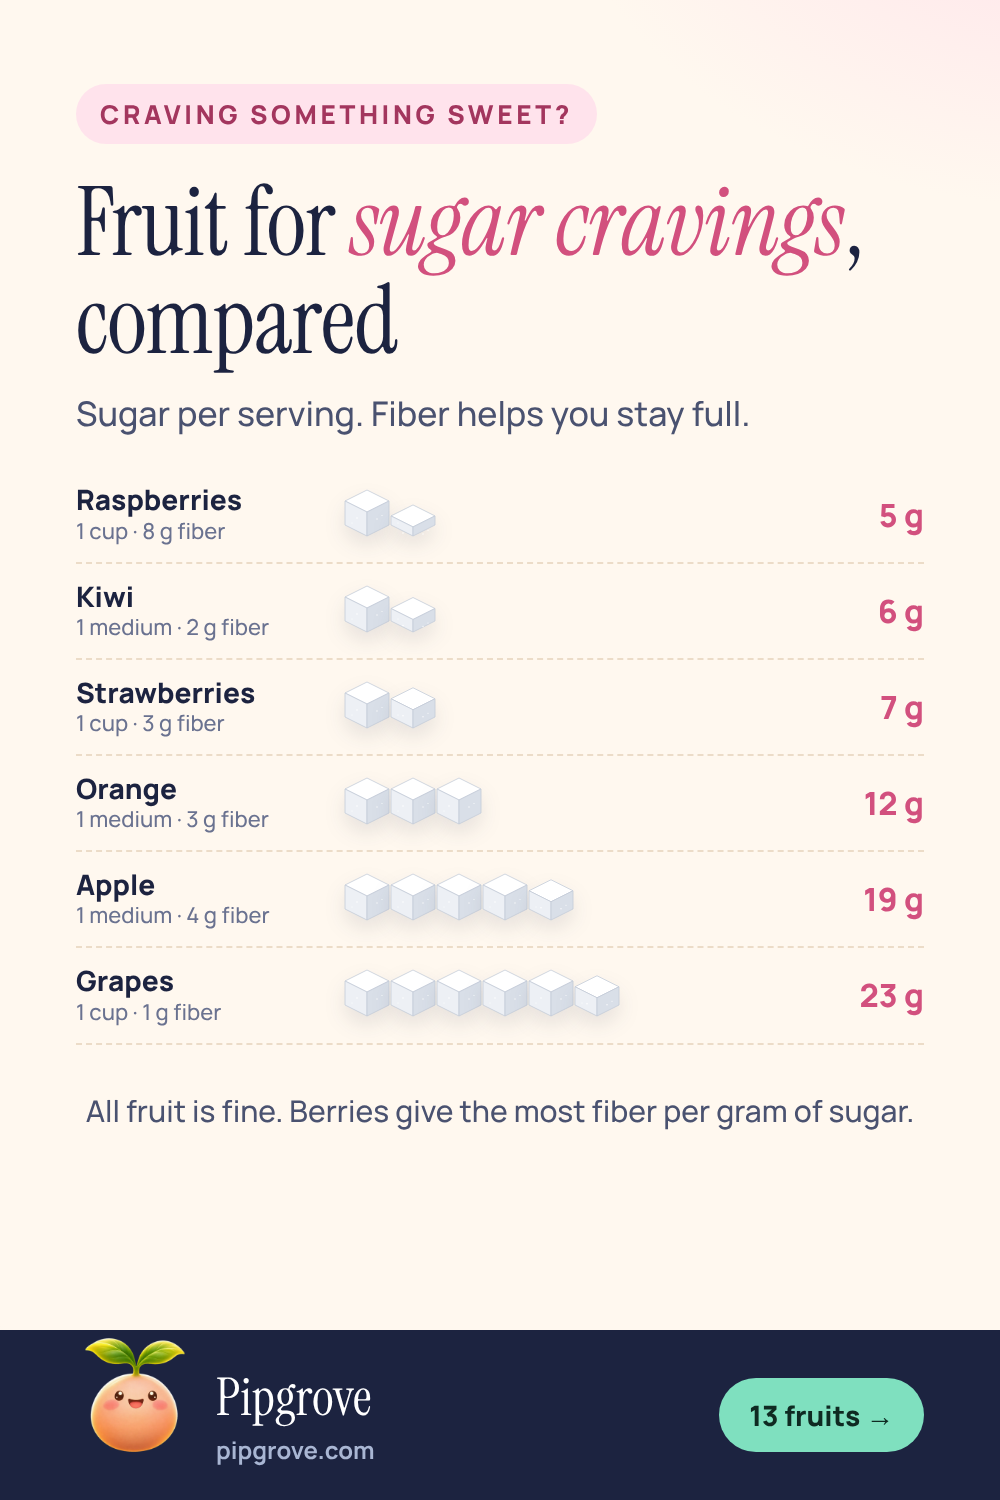 CRAVING SOMETHING SWEET?
Fruit for sugar cravings,
compared
Sugar per serving. Fiber helps you stay full.
Raspberries
1 cup · 8 g fiber
5 g
Kiwi
1 medium · 2 g fiber
6 g
Strawberries
1 cup · 3 g fiber
7 g
Orange
1 medium · 3 g fiber
12 g
Apple
1 medium · 4 g fiber
19 g
Grapes
1 cup · 1 g fiber
23 g
All fruit is fine. Berries give the most fiber per gram of sugar.
Pipgrove
pipgrove.com
13 fruits →